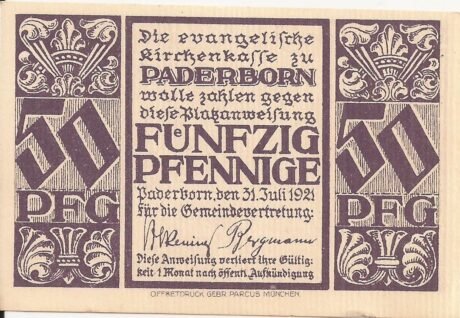 Die evangelische
Kirchenkasse zu
PADERBORN
wolle zahlen gegen
diese Platzanweisung
FUeNFZIG
PFENNIGE
Paderborn, den 31. Juli 1921
Für die Gemeindevertretung:
Bergmann
Diese Anweisung verliert ihre Gültig:
keit 1 Monat nach öffentl. Aufkündigung
50
PFG
50
PFG
OFFSETDRUCK GEBR. PARCUS MÜNCHEN.